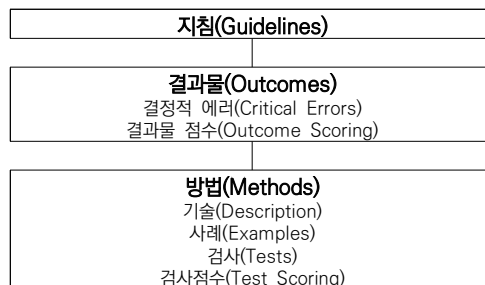 지침(Guidelines)
결과물(Outcomes)
결정적 에러(Critical Errors)
결과물 점수(Outcome Scoring)
방법(Methods)
기술(Description)
사례(Examples)
검사(Tests)
검사점수(Test Scoring)